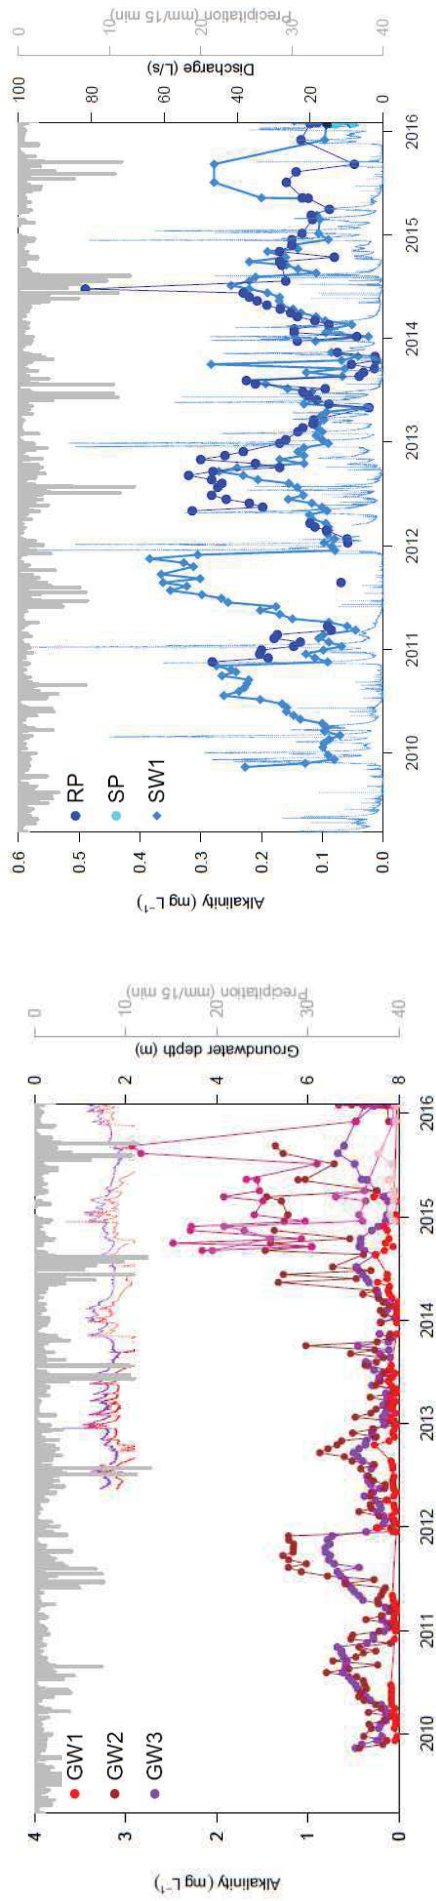 Alkalinity (mg L⁻¹)
4
3
2
1
0
GW1
GW2
GW3
2010 2011 2012 2013 2014 2015 2016
0
2
4
6
8
Groundwater depth (m)
0
10
20
30
40
Precipitation (mm/15 min)
Alkalinity (mg L⁻¹)
0.6
0.5
0.4
0.3
0.2
0.1
0.0
RP
SP
SW1
2010 2011 2012 2013 2014 2015 2016
100
80
60
40
20
0
Discharge (L/s)
0
10
20
30
40
Precipitation (mm/15 min)